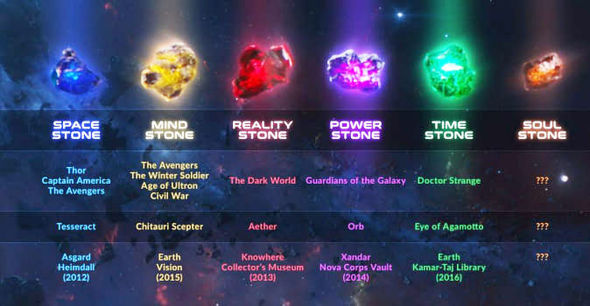 SPACE
STONE
MIND
STONE
REALITY
STONE
POWER
STONE
TIME
STONE
SOUL
STONE
Thor
Captain America
The Avengers
The Avengers
The Winter Soldier
Age of Ultron
Civil War
The Dark World
Guardians of the Galaxy
Doctor Strange
???
Tesseract
Chitauri Scepter
Aether
Orb
Eye of Agamotto
???
Asgard
Heimdall
(2012)
Earth
Vision
(2015)
Knowhere
Collector's Museum
(2013)
Xandar
Nova Corps Vault
(2014)
Earth
Kamar-Taj Library
(2016)
???